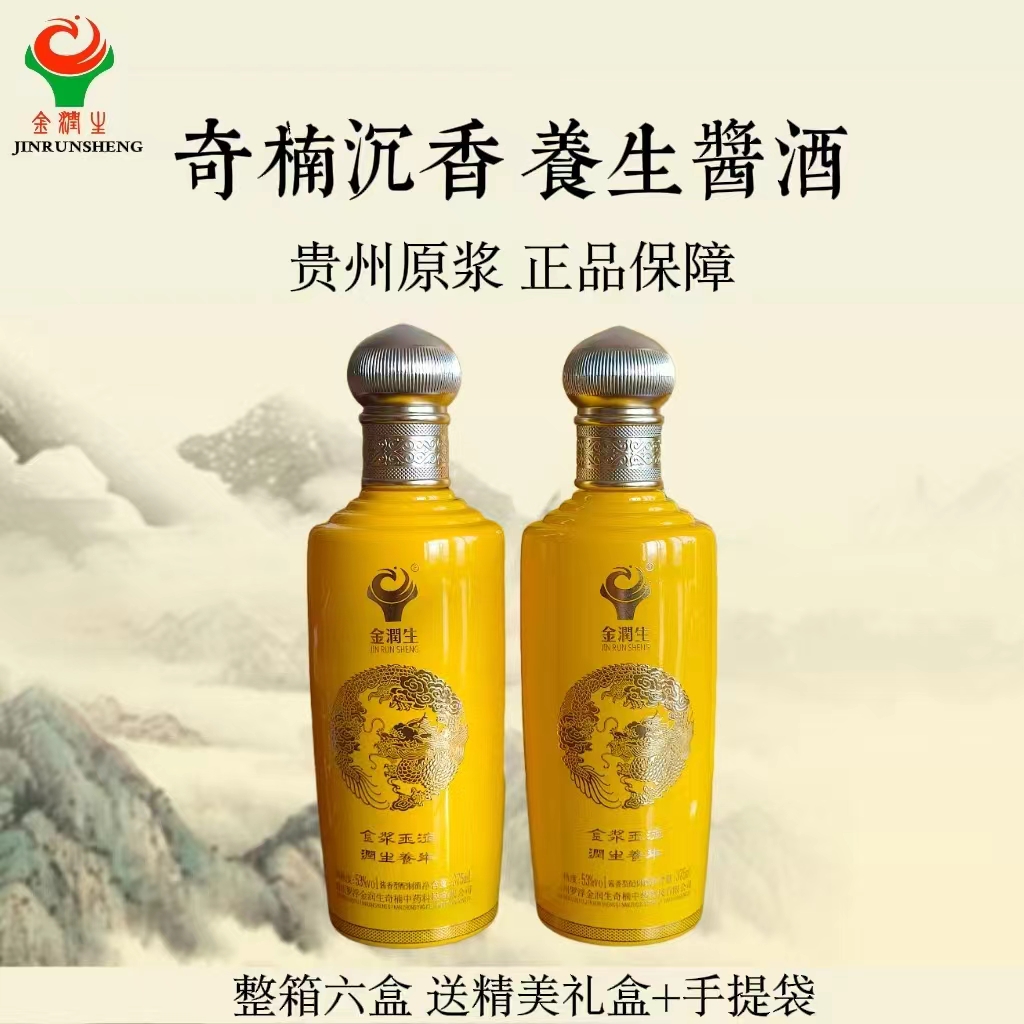 金潤生
JINRUNSHENG
奇楠沉香 養生醬酒
贵州原浆 正品保障
金潤生
JIN RUN SHENG
金潤生
JIN RUN SHENG
整箱六盒 送精美礼盒+手提袋